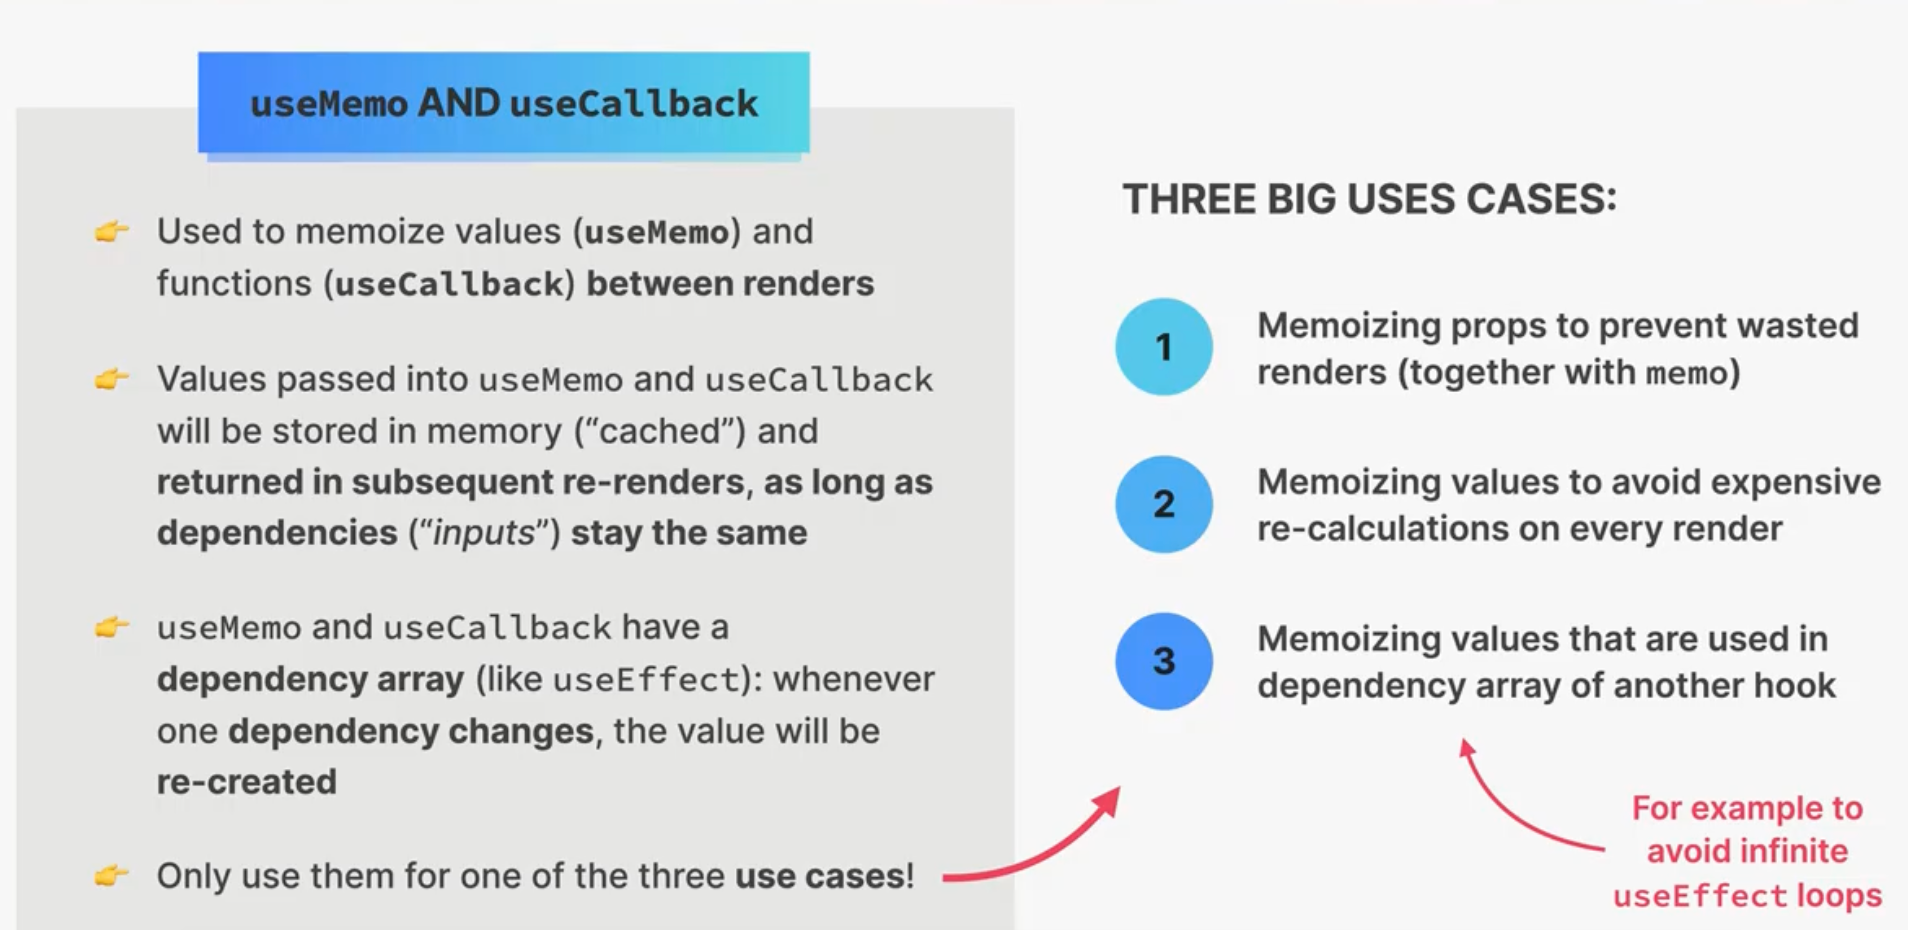 useMemo AND useCallback
Used to memoize values (useMemo) and
functions (useCallback) between renders
Values passed into useMemo and useCallback
will be stored in memory (“cached”) and
returned in subsequent re-renders, as long as
dependencies (“inputs”) stay the same
useMemo and useCallback have a
dependency array (like useEffect): whenever
one dependency changes, the value will be
re-created
Only use them for one of the three use cases!
THREE BIG USES CASES:
1
Memoizing props to prevent wasted
renders (together with memo)
2
Memoizing values to avoid expensive
re-calculations on every render
3
Memoizing values that are used in
dependency array of another hook
For example to
avoid infinite
useEffect loops